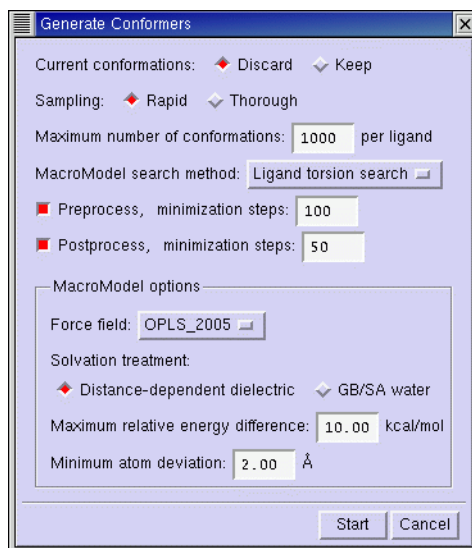 Generate Conformers
Current conformations: Discard Keep
Sampling: Rapid Thorough
Maximum number of conformations: 1000 per ligand
MacroModel search method: Ligand torsion search
Preprocess, minimization steps: 100
Postprocess, minimization steps: 50
MacroModel options
Force field: OPLS_2005
Solvation treatment:
Distance-dependent dielectric GB/SA water
Maximum relative energy difference: 10.00 kcal/mol
Minimum atom deviation: 2.00 Å
Start Cancel